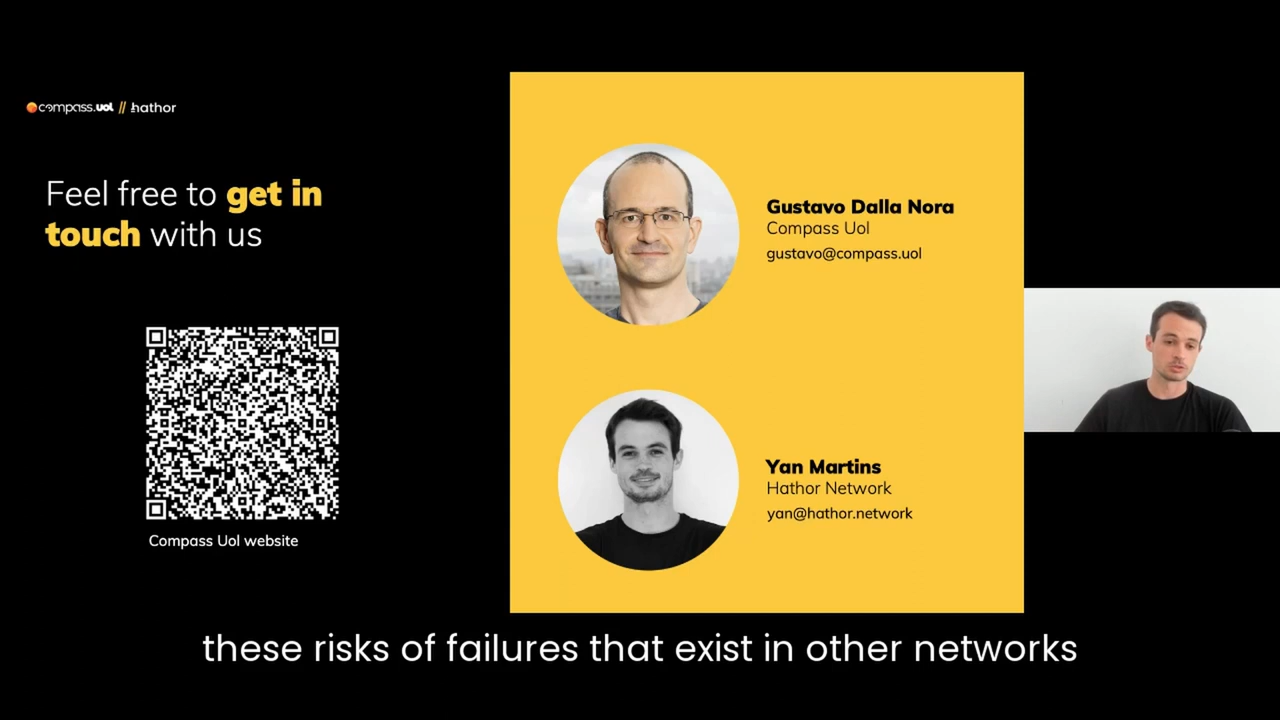 compass.uol // hathor
Feel free to get in
touch with us
Compass Uol website
Gustavo Dalla Nora
Compass Uol
gustavo@compass.uol
Yan Martins
Hathor Network
yan@hathor.network
these risks of failures that exist in other networks